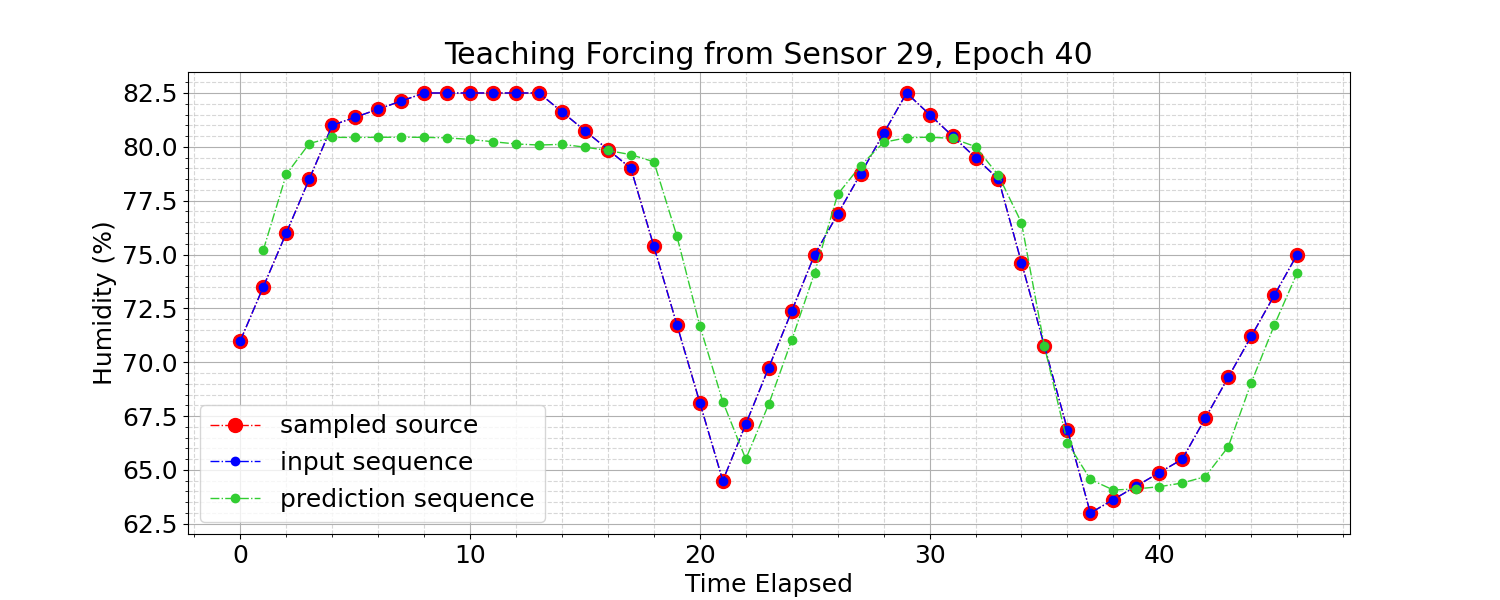 Teaching Forcing from Sensor 29, Epoch 40
Humidity (%)
82.5
80.0
77.5
75.0
72.5
70.0
67.5
65.0
62.5
sampled source
input sequence
prediction sequence
0 10 20 30 40
Time Elapsed